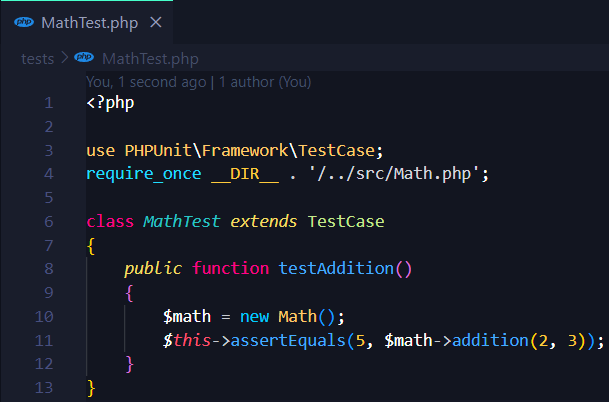 php MathTest.php ×
tests > php MathTest.php
You, 1 second ago | 1 author (You)
1 <?php
2
3 use PHPUnit\Framework\TestCase;
4 require_once __DIR__ . '/../src/Math.php';
5
6 class MathTest extends TestCase
7 {
8     public function testAddition()
9     {
10         $math = new Math();
11         $this->assertEquals(5, $math->addition(2, 3));
12     }
13 }